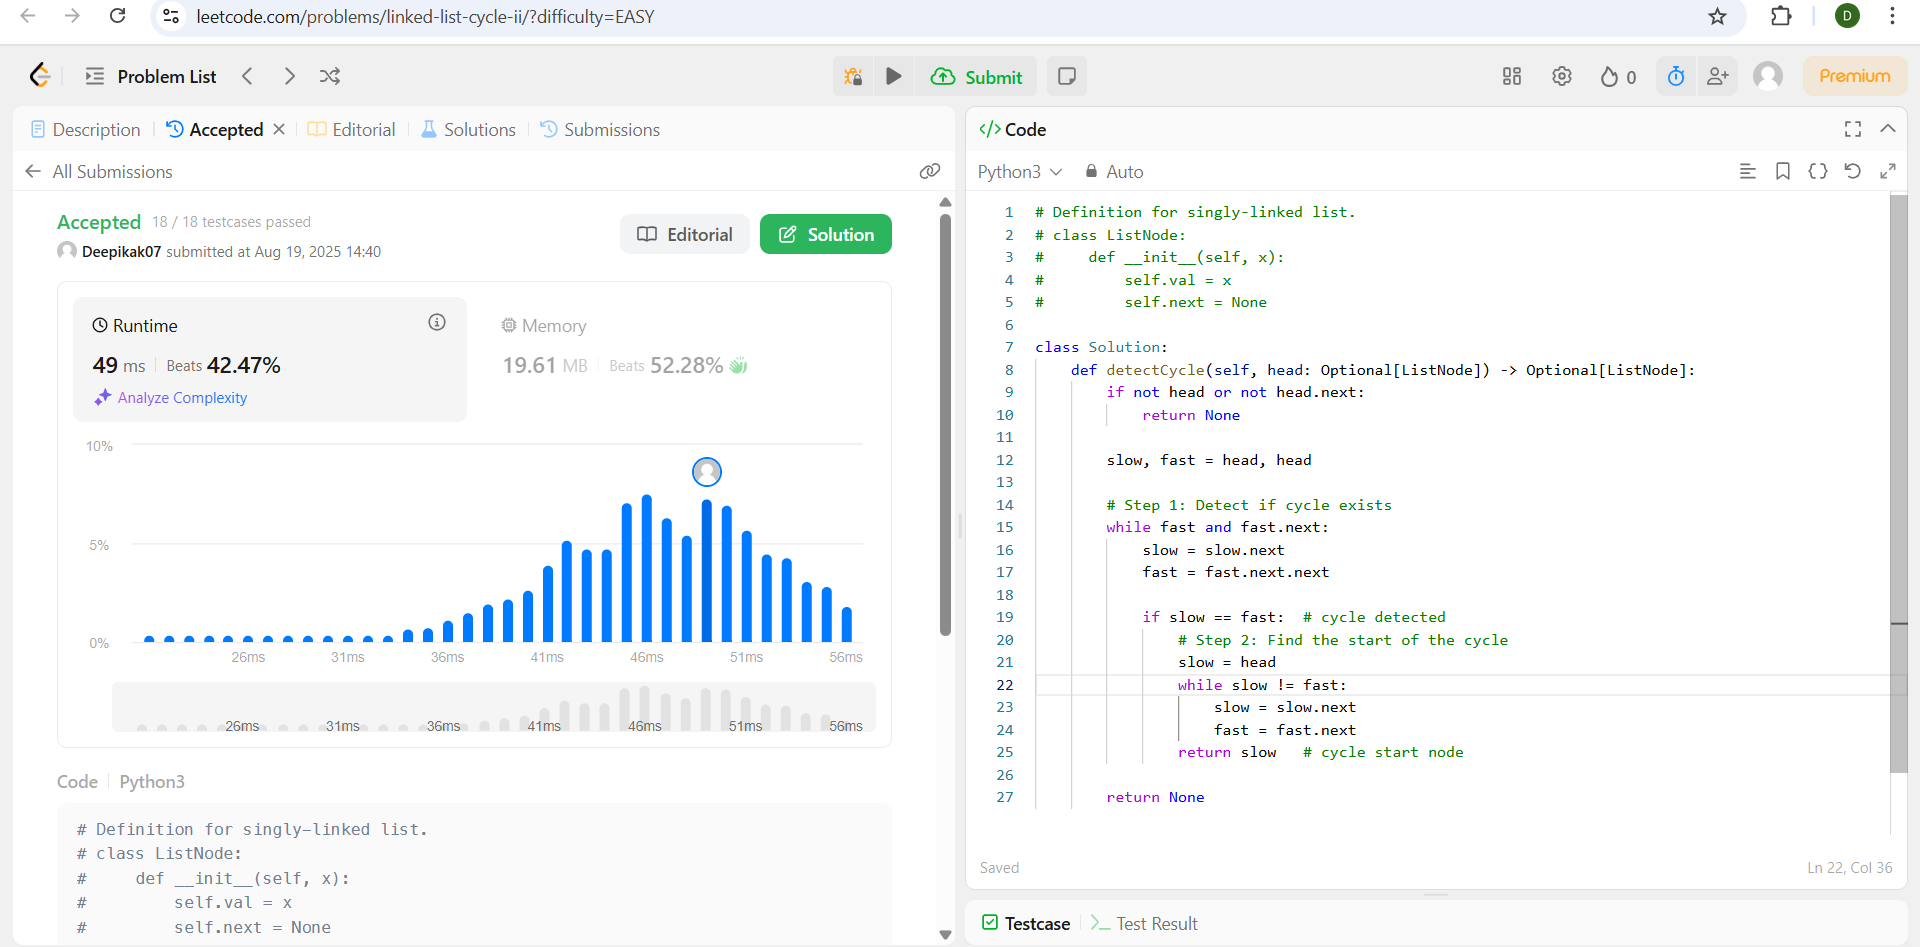 leetcode.com/problems/linked-list-cycle-ii/?difficulty=EASY
D
Problem List
Submit
0
Premium
Description
Accepted
Editorial
Solutions
Submissions
All Submissions
Accepted 18 / 18 testcases passed
Deepikak07 submitted at Aug 19, 2025 14:40
Editorial
Solution
Runtime
49 ms Beats 42.47%
Analyze Complexity
Memory
19.61 MB Beats 52.28%
10%
5%
0%
26ms 31ms 36ms 41ms 46ms 51ms 56ms
26ms 31ms 36ms 41ms 46ms 51ms 56ms
Code Python3
# Definition for singly-linked list.
# class ListNode:
#     def __init__(self, x):
#         self.val = x
#         self.next = None
</> Code
Python3 Auto
1 # Definition for singly-linked list.
2 # class ListNode:
3 #     def __init__(self, x):
4 #         self.val = x
5 #         self.next = None
6
7 class Solution:
8     def detectCycle(self, head: Optional[ListNode]) -> Optional[ListNode]:
9         if not head or not head.next:
10             return None
11
12         slow, fast = head, head
13
14         # Step 1: Detect if cycle exists
15         while fast and fast.next:
16             slow = slow.next
17             fast = fast.next.next
18
19             if slow == fast:  # cycle detected
20                 # Step 2: Find the start of the cycle
21                 slow = head
22                 while slow != fast:
23                     slow = slow.next
24                     fast = fast.next
25                 return slow   # cycle start node
26
27         return None
Saved
Ln 22, Col 36
Testcase
Test Result